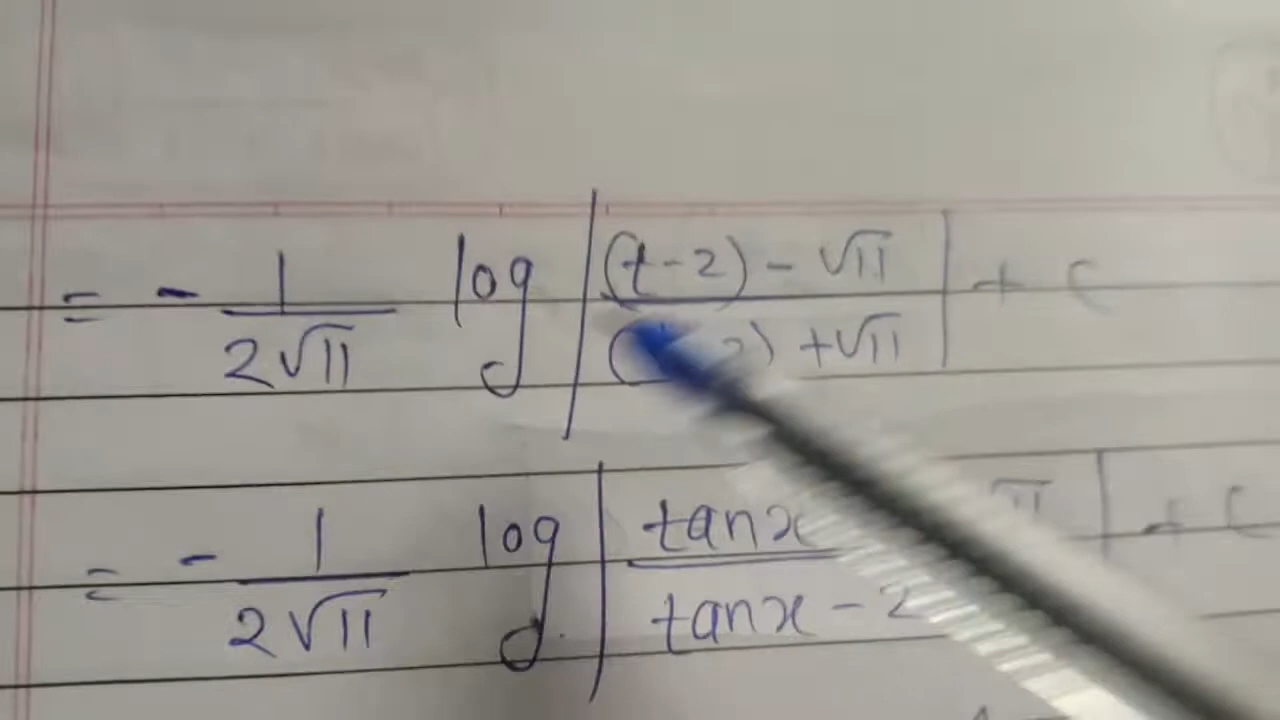 = - 1/2√11 log |(t-2) - √11 / ( 2) + √11| + c
= - 1/2√11 log |tanx / tanx - 2 | + c